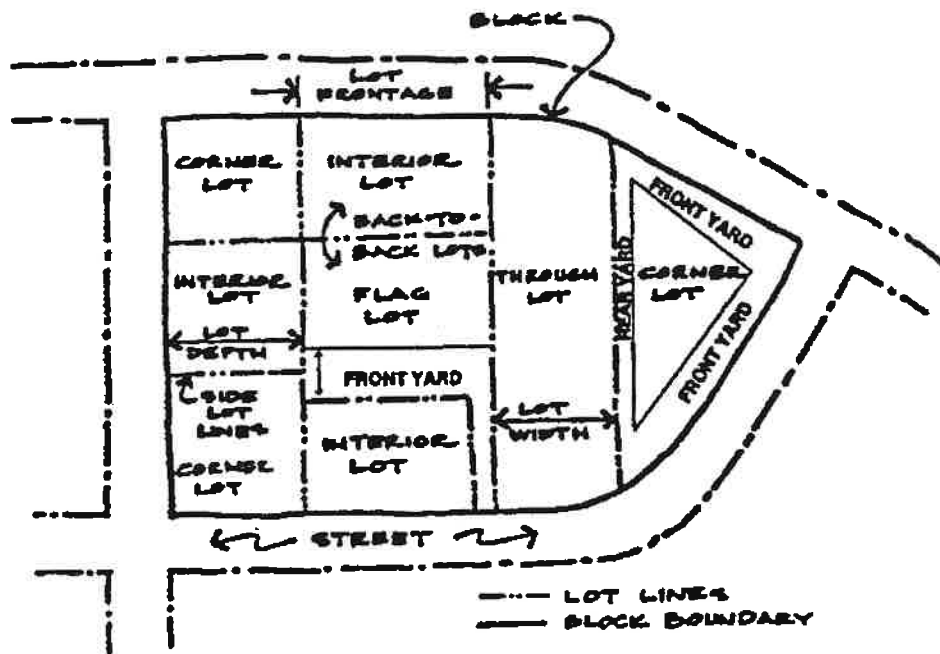 BLOCK
LOT
FRONTAGE
CORNER
LOT
INTERIOR
LOT
BACK-TO-
BACK LOTS
FRONT YARD
INTERIOR
LOT
FLAG
LOT
THROUGH
LOT
REAR YARD
CORNER
LOT
FRONT YARD
LOT
DEPTH
FRONT YARD
SIDE
LOT
LINES
CORNER
LOT
INTERIOR
LOT
LOT
WIDTH
STREET
LOT LINES
BLOCK BOUNDARY